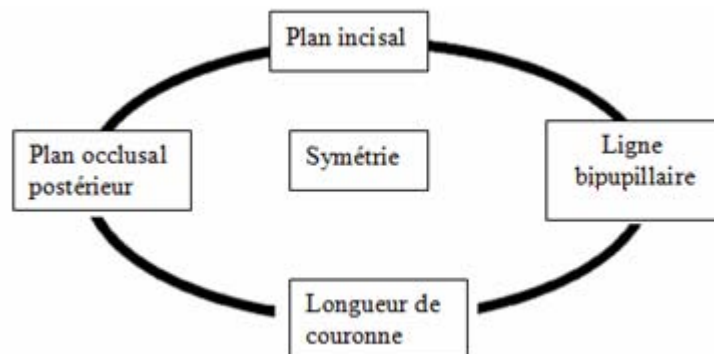 Plan incisal
Plan occlusal
postérieur
Symétrie
Ligne
bipupillaire
Longueur de
couronne